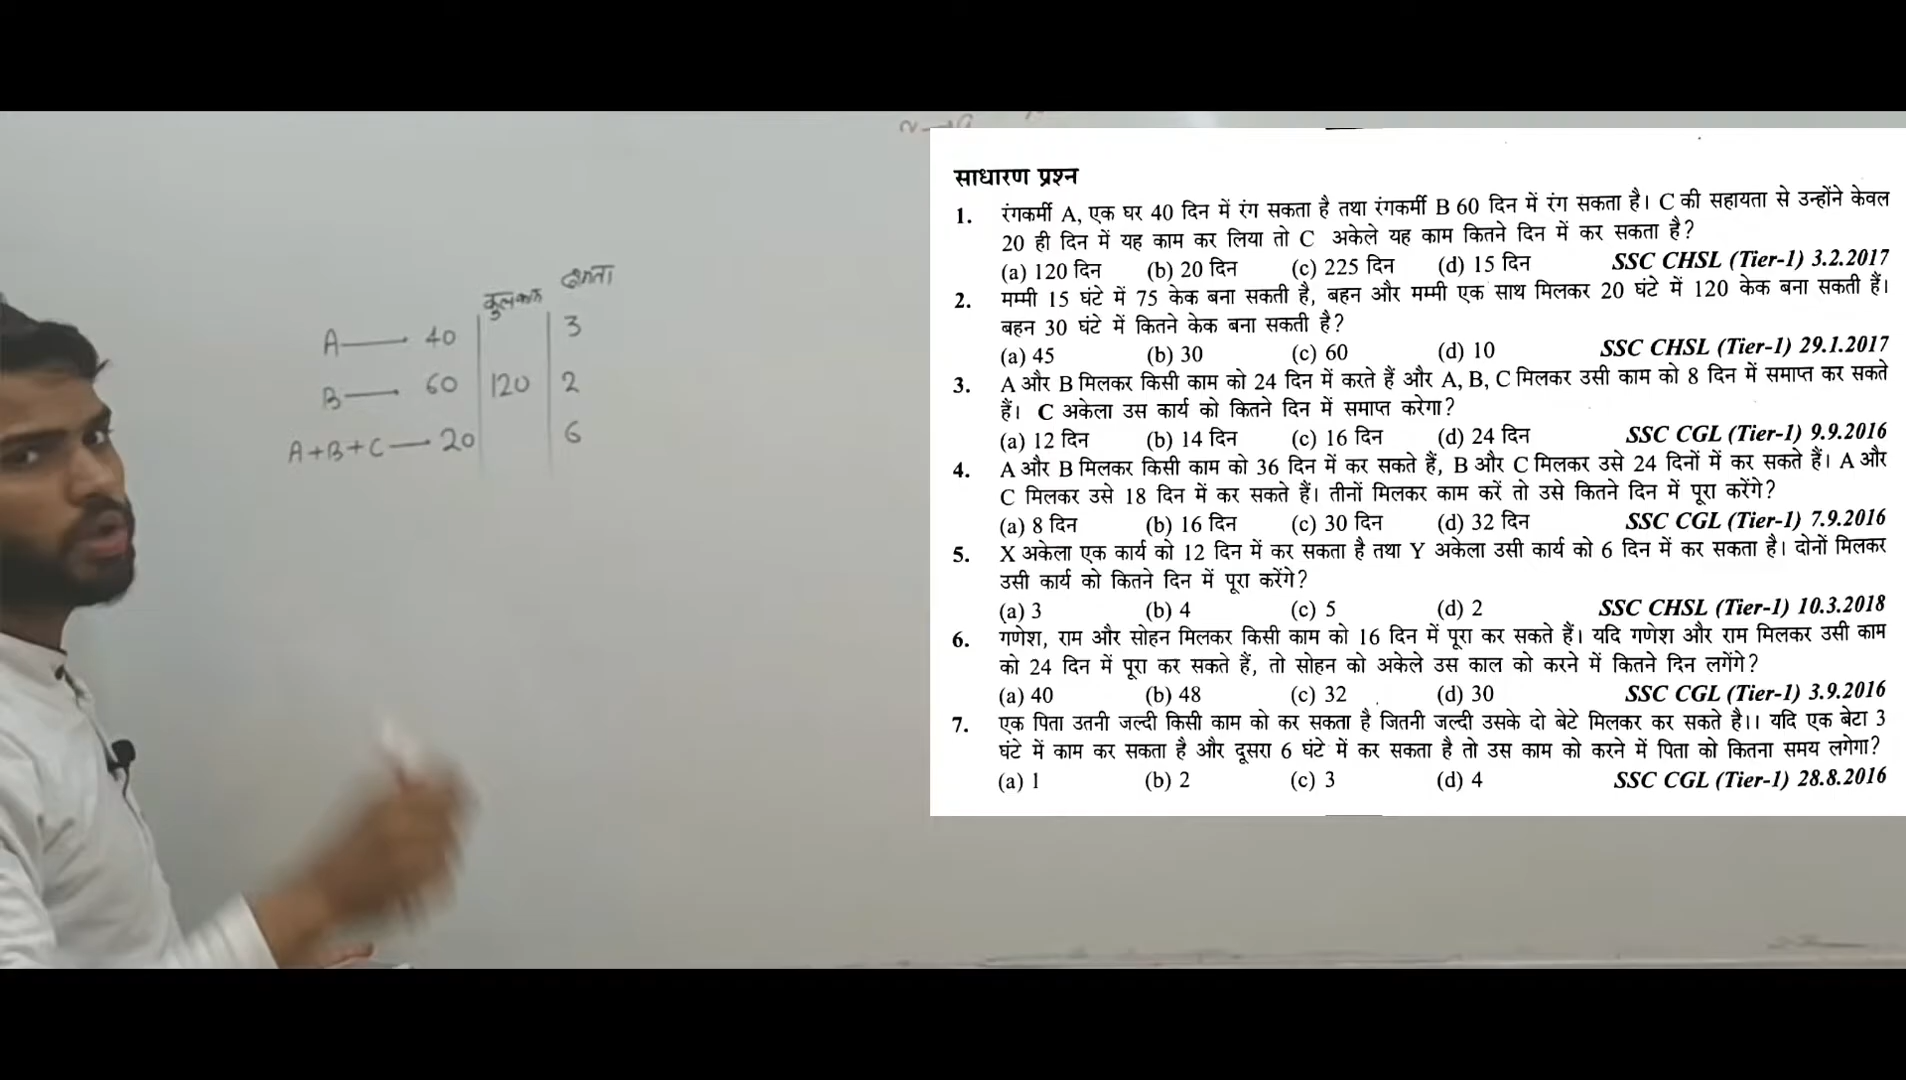 कुलकाम
क्षमता
A — 40 3
B — 60 120 2
A+B+C — 20 6
साधारण प्रश्न
1. रंगकर्मी A, एक घर 40 दिन में रंग सकता है तथा रंगकर्मी B 60 दिन में रंग सकता है। C की सहायता से उन्होंने केवल
20 ही दिन में यह काम कर लिया तो C अकेले यह काम कितने दिन में कर सकता है?
(a) 120 दिन (b) 20 दिन (c) 225 दिन (d) 15 दिन SSC CHSL (Tier-1) 3.2.2017
2. मम्मी 15 घंटे में 75 केक बना सकती है, बहन और मम्मी एक साथ मिलकर 20 घंटे में 120 केक बना सकती हैं।
बहन 30 घंटे में कितने केक बना सकती है?
(a) 45 (b) 30 (c) 60 (d) 10 SSC CHSL (Tier-1) 29.1.2017
3. A और B मिलकर किसी काम को 24 दिन में करते हैं और A, B, C मिलकर उसी काम को 8 दिन में समाप्त कर सकते
हैं। C अकेला उस कार्य को कितने दिन में समाप्त करेगा?
(a) 12 दिन (b) 14 दिन (c) 16 दिन (d) 24 दिन SSC CGL (Tier-1) 9.9.2016
4. A और B मिलकर किसी काम को 36 दिन में कर सकते हैं, B और C मिलकर उसे 24 दिनों में कर सकते हैं। A और
C मिलकर उसे 18 दिन में कर सकते हैं। तीनों मिलकर काम करें तो उसे कितने दिन में पूरा करेंगे?
(a) 8 दिन (b) 16 दिन (c) 30 दिन (d) 32 दिन SSC CGL (Tier-1) 7.9.2016
5. X अकेला एक कार्य को 12 दिन में कर सकता है तथा Y अकेला उसी कार्य को 6 दिन में कर सकता है। दोनों मिलकर
उसी कार्य को कितने दिन में पूरा करेंगे?
(a) 3 (b) 4 (c) 5 (d) 2 SSC CHSL (Tier-1) 10.3.2018
6. गणेश, राम और सोहन मिलकर किसी काम को 16 दिन में पूरा कर सकते हैं। यदि गणेश और राम मिलकर उसी काम
को 24 दिन में पूरा कर सकते हैं, तो सोहन को अकेले उस काल को करने में कितने दिन लगेंगे?
(a) 40 (b) 48 (c) 32 (d) 30 SSC CGL (Tier-1) 3.9.2016
7. एक पिता उतनी जल्दी किसी काम को कर सकता है जितनी जल्दी उसके दो बेटे मिलकर कर सकते है।। यदि एक बेटा 3
घंटे में काम कर सकता है और दूसरा 6 घंटे में कर सकता है तो उस काम को करने में पिता को कितना समय लगेगा?
(a) 1 (b) 2 (c) 3 (d) 4 SSC CGL (Tier-1) 28.8.2016